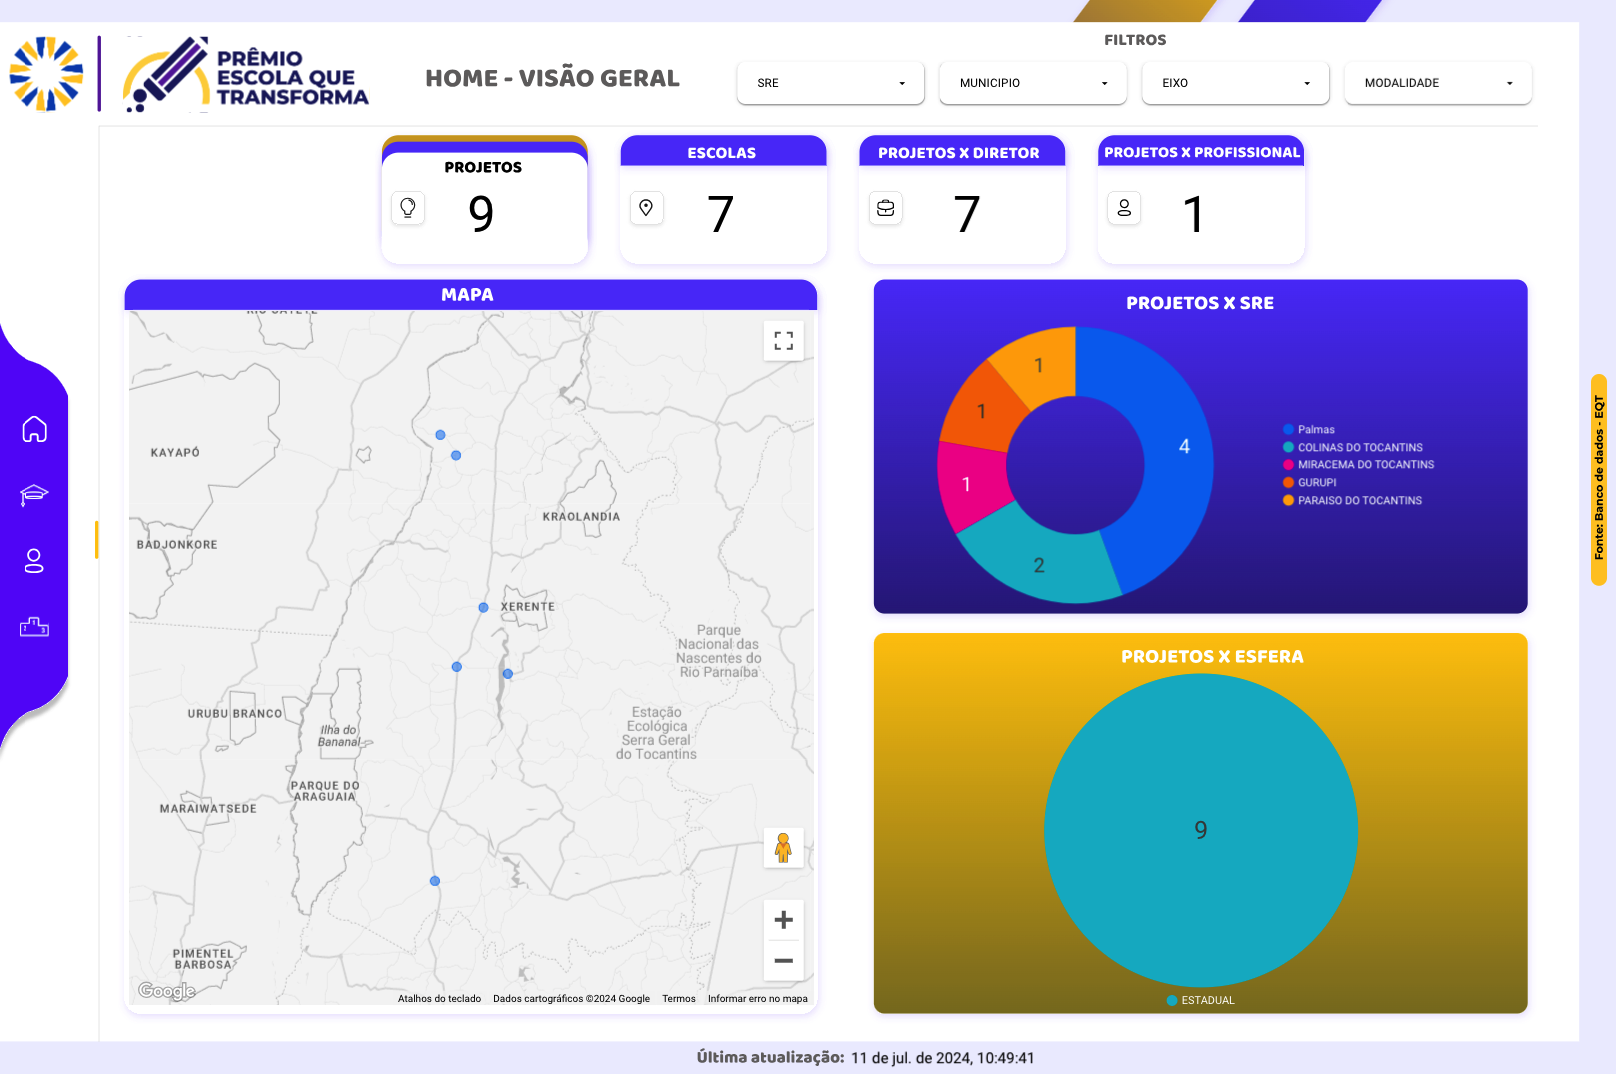 PRÊMIO
ESCOLA QUE
TRANSFORMA
HOME - VISÃO GERAL
FILTROS
SRE
MUNICIPIO
EIXO
MODALIDADE
PROJETOS
9
ESCOLAS
7
PROJETOS X DIRETOR
7
PROJETOS X PROFISSIONAL
1
MAPA
KAYAPÓ
KRAOLANDIA
BADJONKORE
XERENTE
Parque
Nacional das
Nascentes do
Rio Parnaíba
URUBU BRANCO
Ilha do
Bananal
Estação
Ecológica
Serra Geral
do Tocantins
PARQUE DO
ARAGUAIA
MARAIWATSEDE
PIMENTEL
BARBOSA
Google
Atalhos do teclado
Dados cartográficos ©2024 Google
Termos
Informar erro no mapa
PROJETOS X SRE
1
1
4
1
2
Palmas
COLINAS DO TOCANTINS
MIRACEMA DO TOCANTINS
GURUPI
PARAISO DO TOCANTINS
PROJETOS X ESFERA
9
ESTADUAL
Fonte: Banco de dados - EQT
Última atualização: 11 de jul. de 2024, 10:49:41